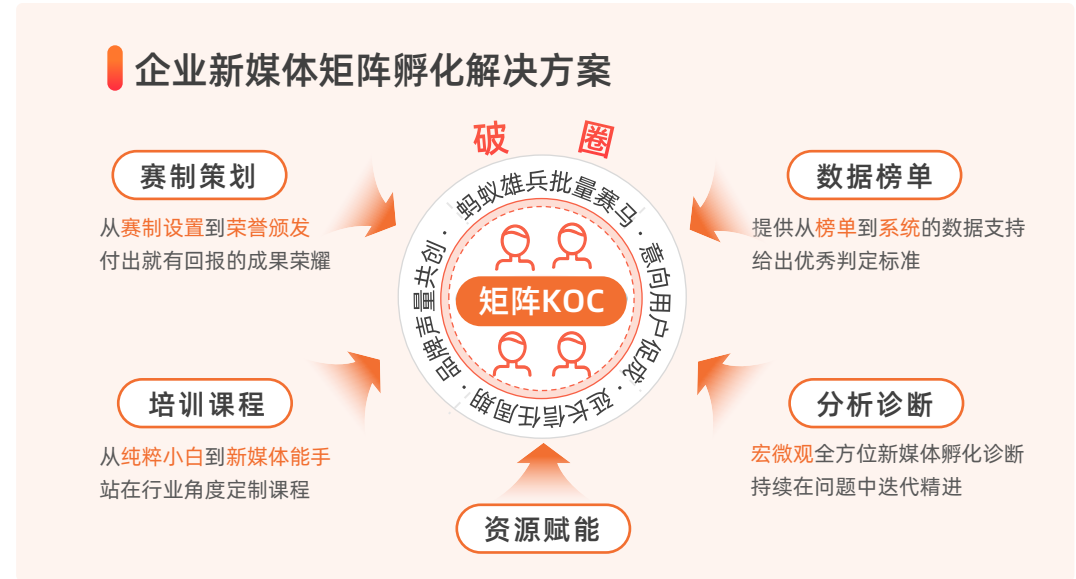 企业新媒体矩阵孵化解决方案
破 圈
赛制策划
从赛制设置到荣誉颁发
付出就有回报的成果荣耀
数据榜单
提供从榜单到系统的数据支持
给出优秀判定标准
蚂蚁雄兵批量赛马·意向用户促成·延长信任周期·品牌声量共创·
矩阵KOC
培训课程
从纯粹小白到新媒体能手
站在行业角度定制课程
分析诊断
宏微观全方位新媒体孵化诊断
持续在问题中迭代精进
资源赋能